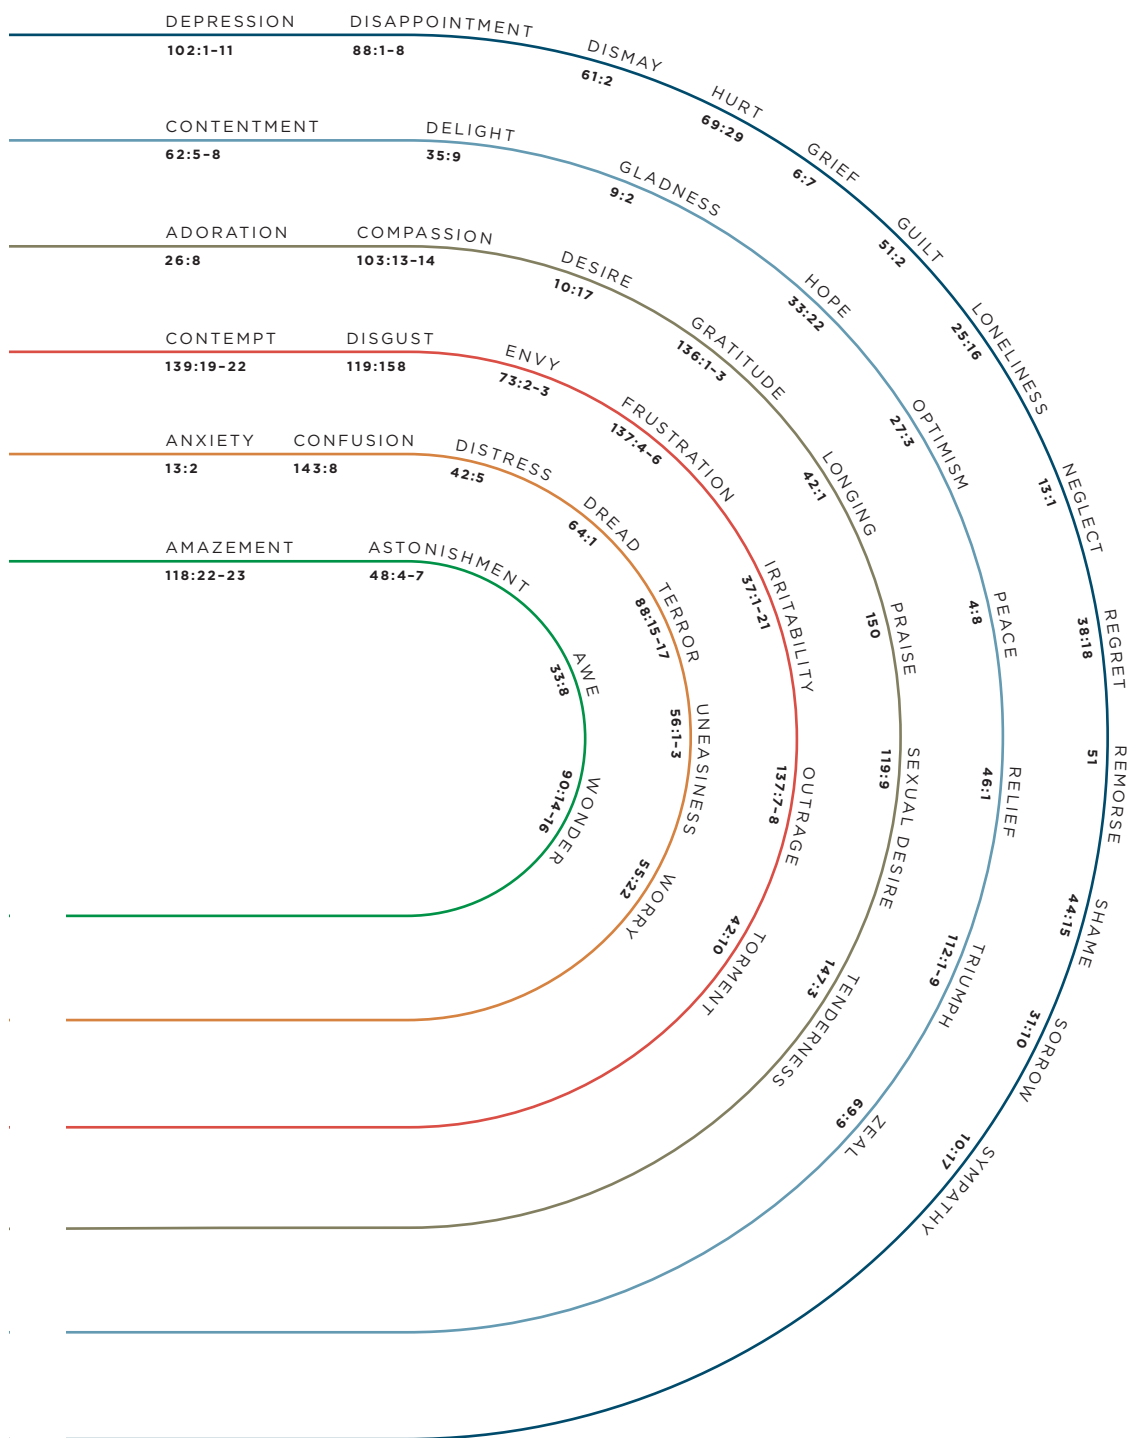 DEPRESSION
102:1–11
DISAPPOINTMENT
88:1–8
DISMAY
61:2
HURT
69:29
GRIEF
6:7
GUILT
51:2
LONELINESS
25:16
NEGLECT
13:1
REGRET
38:18
REMORSE
51
SHAME
44:15
SORROW
31:10
SYMPATHY
10:17
CONTENTMENT
62:5–8
DELIGHT
35:9
GLADNESS
9:2
HOPE
33:22
OPTIMISM
27:3
PEACE
4:8
RELIEF
46:1
TRIUMPH
112:1–9
ZEAL
69:9
ADORATION
26:8
COMPASSION
103:13–14
DESIRE
10:17
GRATITUDE
136:1–3
LONGING
42:1
PRAISE
150
SEXUAL DESIRE
119:9
TENDERNESS
147:3
CONTEMPT
139:19–22
DISGUST
119:158
ENVY
73:2–3
FRUSTRATION
137:4–6
IRRITABILITY
37:1–21
OUTRAGE
137:7–8
TORMENT
42:10
ANXIETY
13:2
CONFUSION
143:8
DISTRESS
42:5
DREAD
64:1
TERROR
88:15–17
UNEASINESS
56:1–3
WORRY
55:22
AMAZEMENT
118:22–23
ASTONISHMENT
48:4–7
AWE
33:8
WONDER
90:14–16